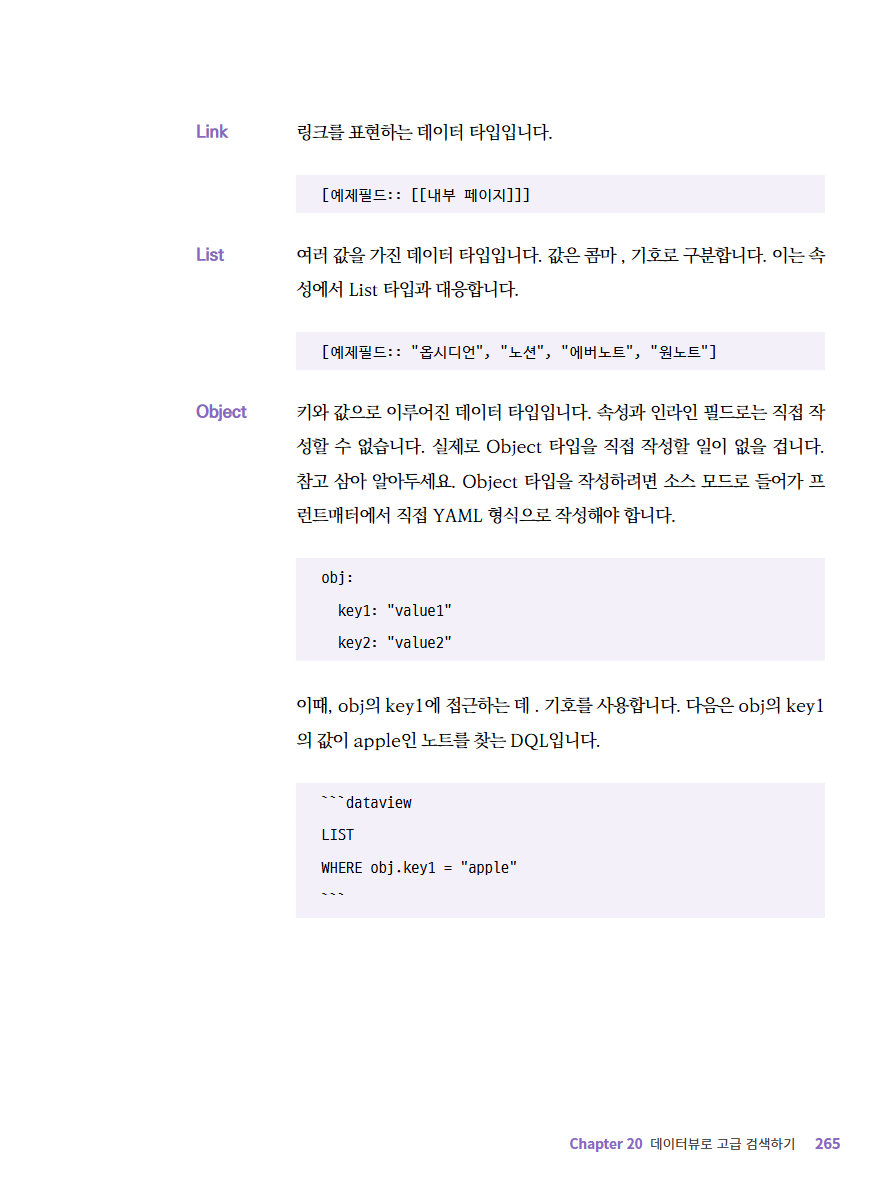 Link 링크를 표현하는 데이터 타입입니다.
[예제필드:: [[내부 페이지]]]
List 여러 값을 가진 데이터 타입입니다. 값은 콤마 , 기호로 구분합니다. 이는 속
성에서 List 타입과 대응합니다.
[예제필드:: "옵시디언", "노션", "에버노트", "원노트"]
Object 키와 값으로 이루어진 데이터 타입입니다. 속성과 인라인 필드로는 직접 작
성할 수 없습니다. 실제로 Object 타입을 직접 작성할 일이 없을 겁니다.
참고 삼아 알아두세요. Object 타입을 작성하려면 소스 모드로 들어가 프
런트매터에서 직접 YAML 형식으로 작성해야 합니다.
obj:
  key1: "value1"
  key2: "value2"
이때, obj의 key1에 접근하는 데 . 기호를 사용합니다. 다음은 obj의 key1
의 값이 apple인 노트를 찾는 DQL입니다.
```dataview
LIST
WHERE obj.key1 = "apple"
```
Chapter 20 데이터뷰로 고급 검색하기 265